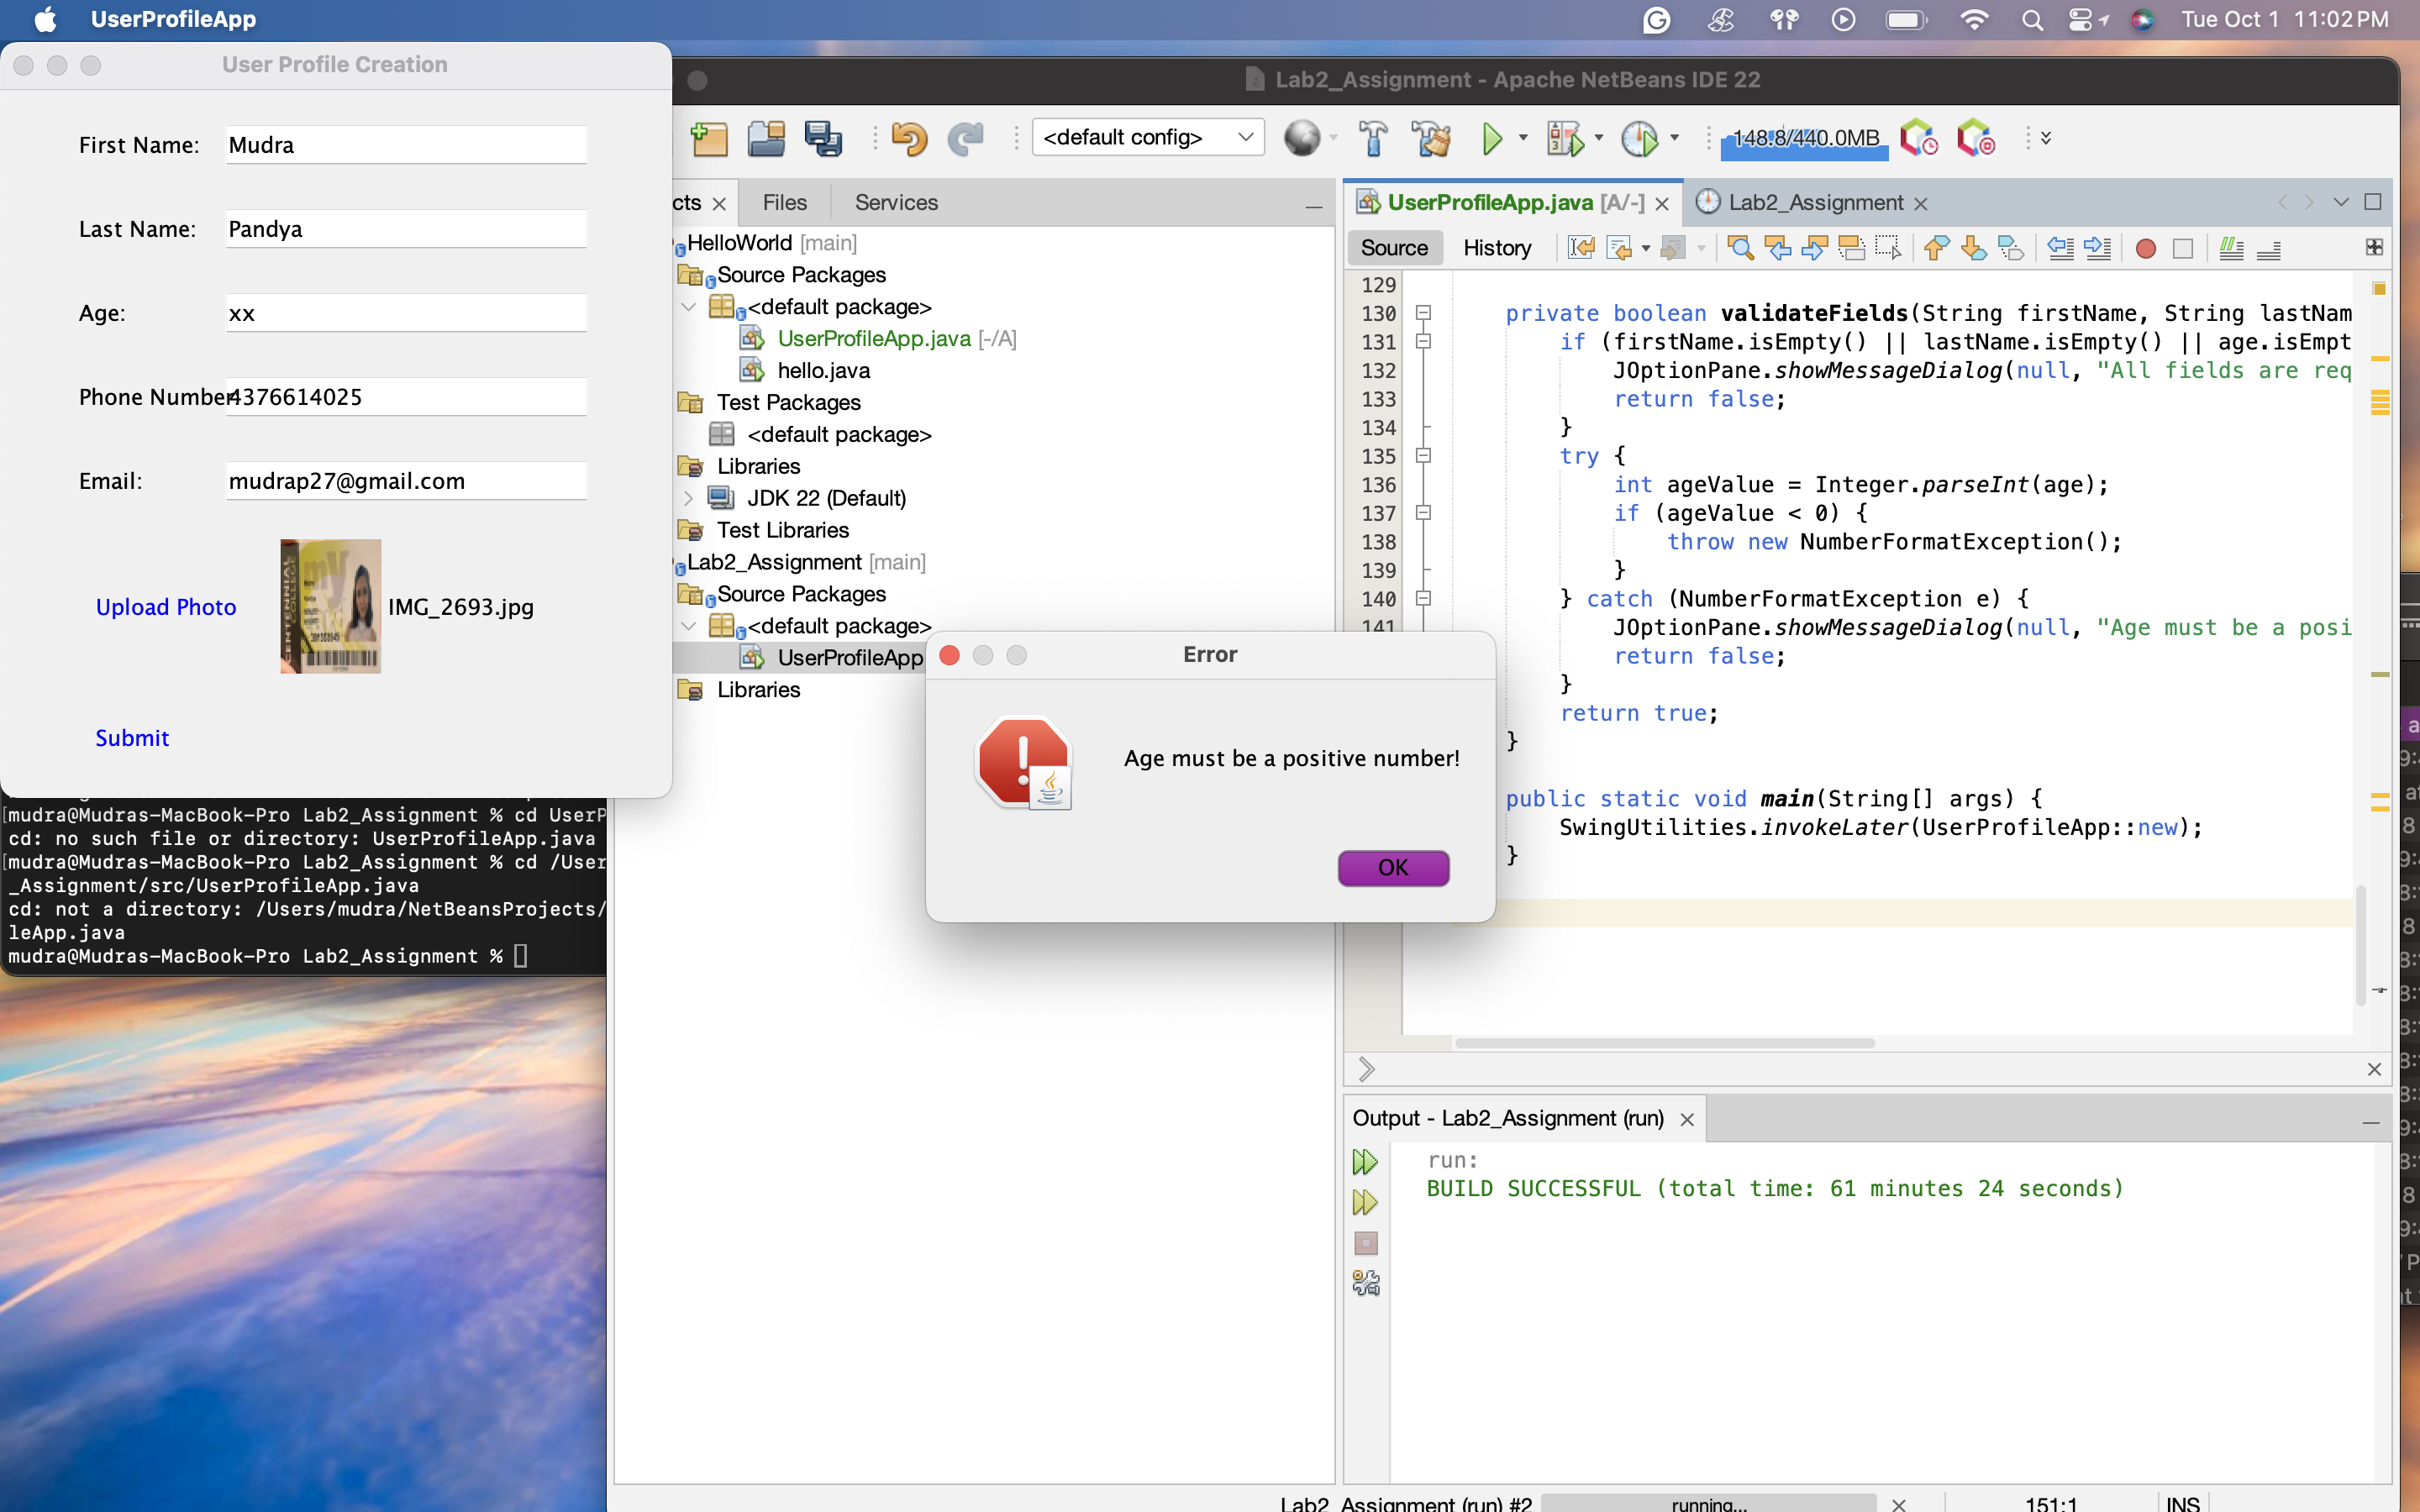 UserProfileApp
Tue Oct 1 11:02 PM
User Profile Creation
First Name: Mudra
Last Name: Pandya
Age: xx
Phone Number 4376614025
Email: mudrap27@gmail.com
Upload Photo
CENTENNIAL COLLEGE
my
IMG_2693.jpg
Submit
[mudra@Mudras-MacBook-Pro Lab2_Assignment % cd UserP
cd: no such file or directory: UserProfileApp.java
[mudra@Mudras-MacBook-Pro Lab2_Assignment % cd /User
_Assignment/src/UserProfileApp.java
cd: not a directory: /Users/mudra/NetBeansProjects/
leApp.java
mudra@Mudras-MacBook-Pro Lab2_Assignment %
Lab2_Assignment - Apache NetBeans IDE 22
<default config>
148.8/440.0MB
cts
Files
Services
HelloWorld [main]
Source Packages
<default package>
UserProfileApp.java [-/A]
hello.java
Test Packages
<default package>
Libraries
JDK 22 (Default)
Test Libraries
Lab2_Assignment [main]
Source Packages
<default package>
UserProfileApp
Libraries
UserProfileApp.java [A/-]
Lab2_Assignment
Source
History
129
130 private boolean validateFields(String firstName, String lastNam
131 if (firstName.isEmpty() || lastName.isEmpty() || age.isEmpt
132 JOptionPane.showMessageDialog(null, "All fields are req
133 return false;
134 }
135 try {
136 int ageValue = Integer.parseInt(age);
137 if (ageValue < 0) {
138 throw new NumberFormatException();
139 }
140 } catch (NumberFormatException e) {
141 JOptionPane.showMessageDialog(null, "Age must be a posi
return false;
}
return true;
}
public static void main(String[] args) {
SwingUtilities.invokeLater(UserProfileApp::new);
}
Error
Age must be a positive number!
OK
Output - Lab2_Assignment (run)
run:
BUILD SUCCESSFUL (total time: 61 minutes 24 seconds)
Lab2_Assignment (run) #2
running...
151:1
INS